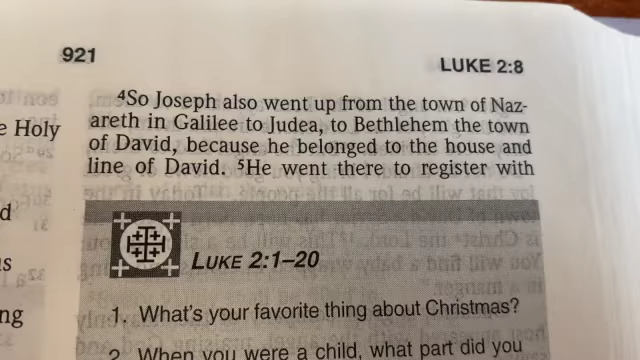 921
LUKE 2:8
⁴So Joseph also went up from the town of Naz-
areth in Galilee to Judea, to Bethlehem the town
of David, because he belonged to the house and
line of David. ⁵He went there to register with
e Holy
d
s
ng
LUKE 2:1–20
1. What's your favorite thing about Christmas?
2. When you were a child, what part did you